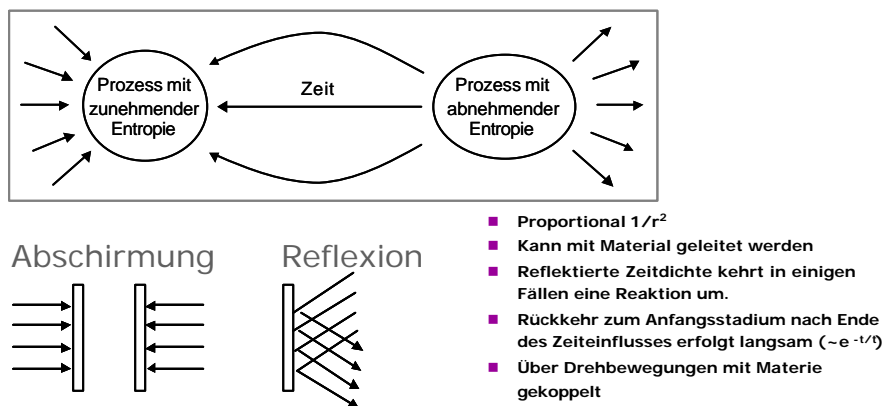 Prozess mit
zunehmender
Entropie
Zeit
Prozess mit
abnehmender
Entropie
Abschirmung
Reflexion
Proportional 1/r²
Kann mit Material geleitet werden
Reflektierte Zeitdichte kehrt in einigen
Fällen eine Reaktion um.
Rückkehr zum Anfangsstadium nach Ende
des Zeiteinflusses erfolgt langsam (~e -t/t)
Über Drehbewegungen mit Materie
gekoppelt